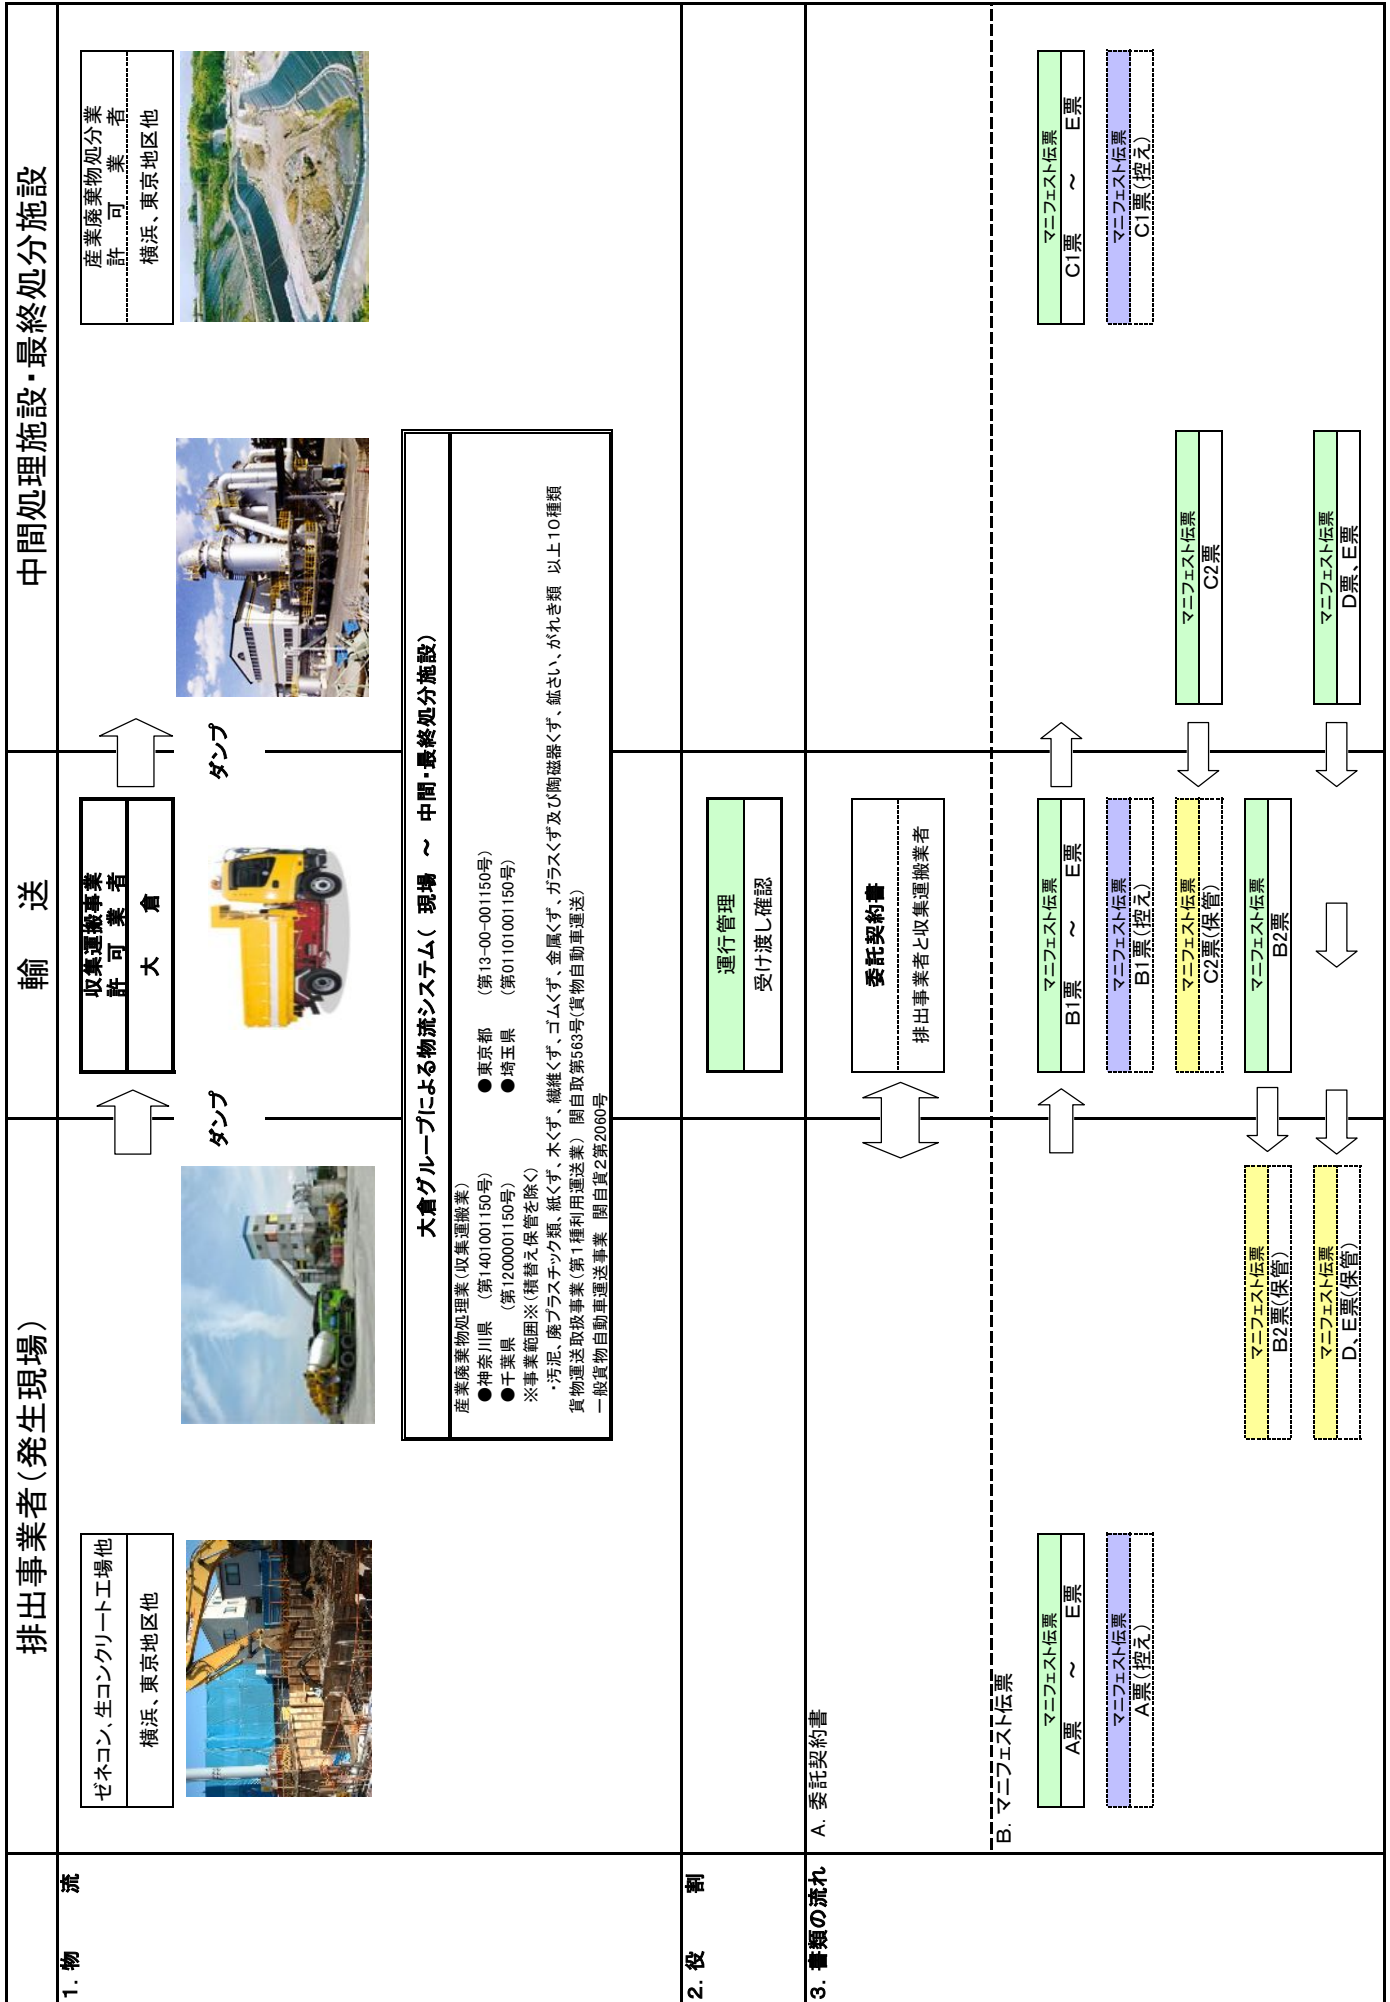 排出事業者(発生現場)
輸　送
中間処理施設・最終処分施設
1. 物　　流
ゼネコン、生コンクリート工場他
横浜、東京地区他
収集運搬事業
許　可　業　者
大　倉
産業廃棄物処分業
許　可　業　者
横浜、東京地区他
ダンプ
ダンプ
大倉グループによる物流システム( 現場 ～ 中間・最終処分施設)
産業廃棄物処理業(収集運搬業)
●神奈川県　(第1401001150号)　●東京都　(第13-00-001150号)
●千葉県　(第1200001150号)　●埼玉県　(第01101001150号)
※事業範囲※(積替え保管を除く)
・汚泥、廃プラスチック類、紙くず、木くず、繊維くず、ゴムくず、金属くず、ガラスくず及び陶磁器くず、鉱さい、がれき類　以上10種類
貨物運送取扱事業(第1種利用運送業)　関自取第563号(貨物自動車運送)
一般貨物自動車運送事業　関自貨2第2060号
2. 役　　割
運行管理
受け渡し確認
3. 書類の流れ
A. 委託契約書
委託契約書
排出事業者と収集運搬業者
B. マニフェスト伝票
マニフェスト伝票
A票　～　E票
マニフェスト伝票
B1票　～　E票
マニフェスト伝票
C1票　～　E票
マニフェスト伝票
A票(控え)
マニフェスト伝票
B1票(控え)
マニフェスト伝票
C1票(控え)
マニフェスト伝票
C2票(保管)
マニフェスト伝票
C2票
マニフェスト伝票
B2票(保管)
マニフェスト伝票
B2票
マニフェスト伝票
D、E票(保管)
マニフェスト伝票
D票、E票